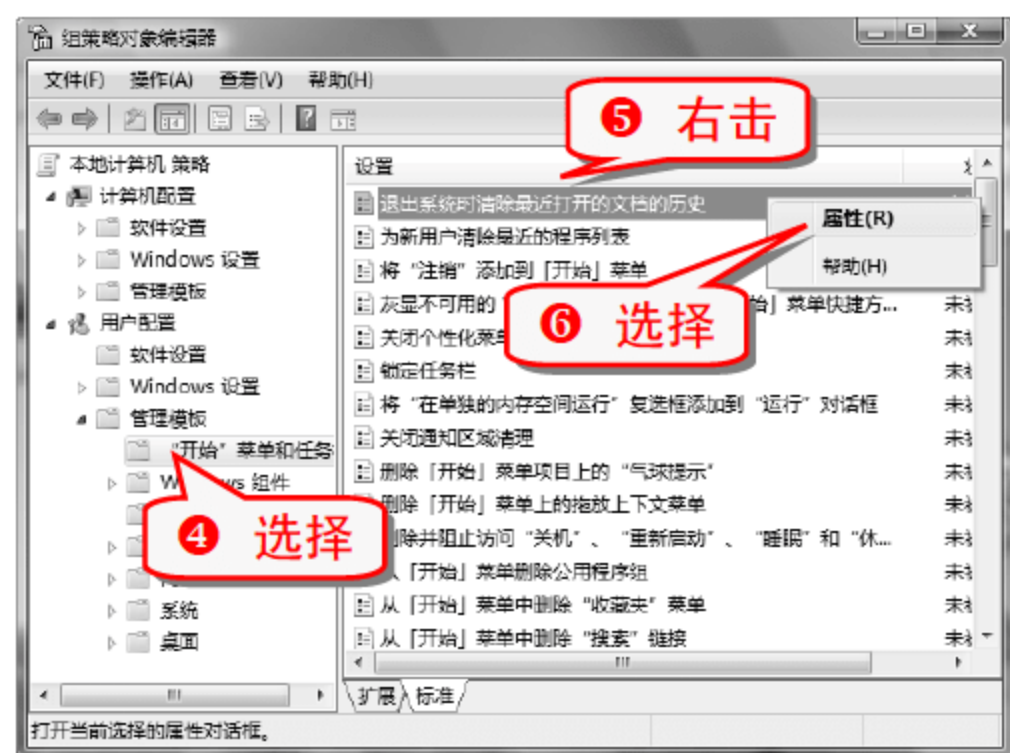 组策略对象编辑器
文件(F) 操作(A) 查看(V) 帮助(H)
❺ 右击
本地计算机 策略
计算机配置
软件设置
Windows 设置
管理模板
用户配置
软件设置
Windows 设置
管理模板
“开始”菜单和任务
组件
系统
桌面
❹ 选择
设置
退出系统时清除最近打开的文档的历史
为新用户清除最近的程序列表
将“注销”添加到「开始」菜单
灰显不可用的
菜单快捷方... 未
关闭个性化菜单 未
锁定任务栏 未
将“在单独的内存空间运行”复选框添加到“运行”对话框 未
关闭通知区域清理 未
删除「开始」菜单项目上的“气球提示” 未
删除「开始」菜单上的拖放上下文菜单 未
除并阻止访问“关机”、“重新启动”、“睡眠”和“休... 未
从「开始」菜单删除公用程序组 未
从「开始」菜单中删除“收藏夹”菜单 未
从「开始」菜单中删除“搜索”链接 未
属性(R)
帮助(H)
❻ 选择
扩展 标准
打开当前选择的属性对话框。